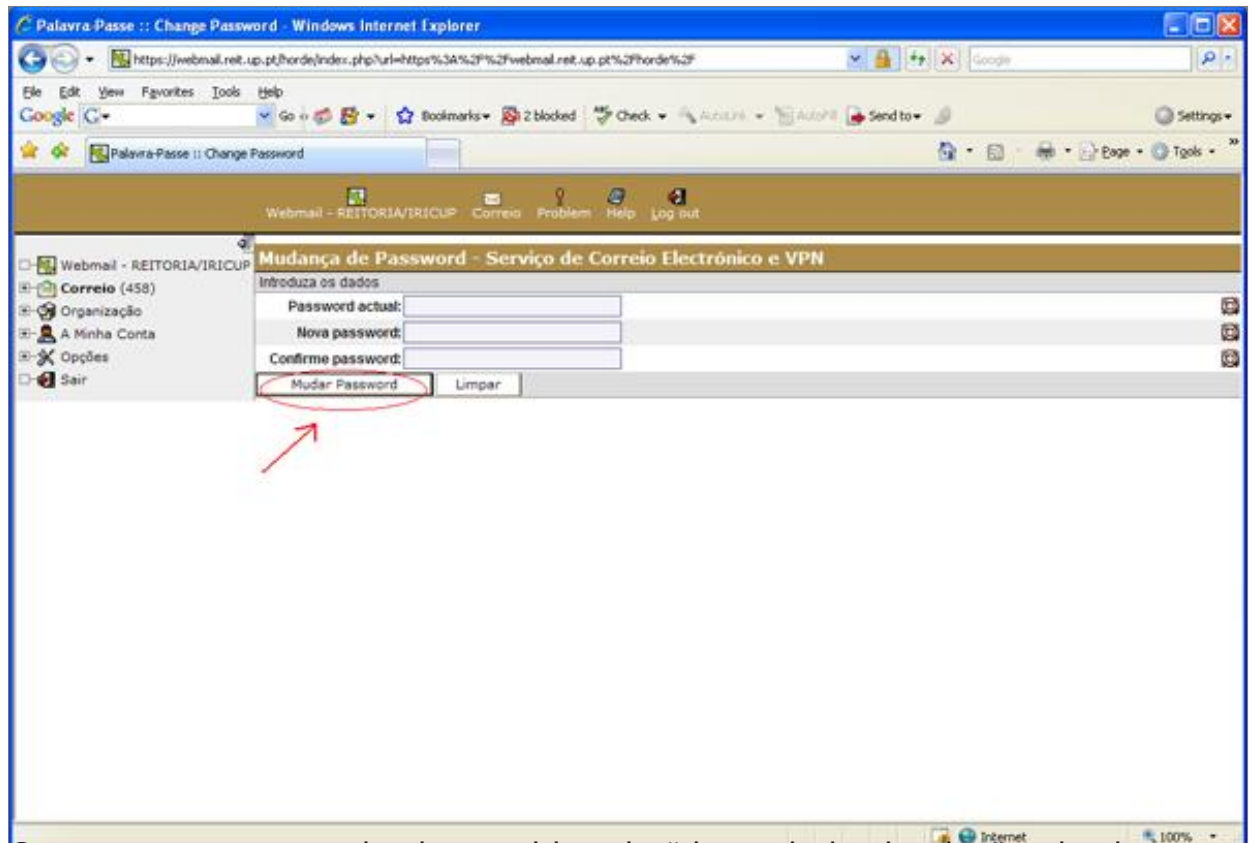 Palavra-Passe :: Change Password - Windows Internet Explorer
https://webmail.reit.up.pt/horde/index.php?url=https%3A%2F%2Fwebmail.reit.up.pt%2Fhorde%2F
Google
File Edit View Favorites Tools Help
Google G Go Bookmarks 2 blocked Check AutoLink AutoFill Send to Settings
Palavra-Passe :: Change Password
Page Tools
Webmail - REITORIA/IRICUP Correio Problem Help Log out
Webmail - REITORIA/IRICUP
Correio (458)
Organização
A Minha Conta
Opções
Sair
Mudança de Password - Serviço de Correio Electrónico e VPN
Introduza os dados
Password actual:
Nova password:
Confirme password:
Mudar Password Limpar
Internet 100%